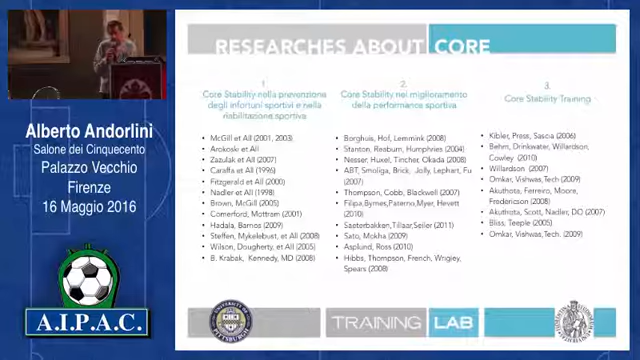 RESEARCHES ABOUT CORE
1.
Core Stability nella prevenzione
degli infortuni sportivi e nella
riabilitazione sportiva
McGill et All (2001, 2003)
Arokoski et All
Zazulak et All (2007)
Caraffa et All (1996)
Fitzgerald et All (2000)
Nadler et All (1998)
Brown, McGill (2005)
Comerford, Mottram (2001)
Hadala, Barrios (2009)
Steffen, Mykelebust, et All (2008)
Wilson, Dougherty, et All (2005)
B. Krabak, Kennedy, MD (2008)
2.
Core Stability nel miglioramento
della performance sportiva
Borghuis, Hof, Lemmink (2008)
Stanton, Reaburn, Humphries (2004)
Nesser, Huxel, Tincher, Okada (2008)
ABT, Smoliga, Brick, Jolly, Lephart, Fu
(2007)
Thompson, Cobb, Blackwell (2007)
Filipa,Byrnes,Paterno,Myer, Hevett
(2010)
Saeterbakken,Tillaar,Seiler (2011)
Sato, Mokha (2009)
Asplund, Ross (2010)
Hibbs, Thompson, French, Wrigley,
Spears (2008)
3.
Core Stability Training
Kibler, Press, Sascia (2006)
Behm, Drinkwater, Willardson,
Cowley (2010)
Willardson (2007)
Omkar, Vishwas,Tech (2009)
Akuthota, Ferreiro, Moore,
Fredericson (2008)
Akuthota, Scott, Nadler, DO (2007)
Bliss, Teeple (2005)
Omkar, Vishwas,Tech. (2009)
TRAINING LAB
Alberto Andorlini
Salone dei Cinquecento
Palazzo Vecchio
Firenze
16 Maggio 2016
A.I.P.A.C.